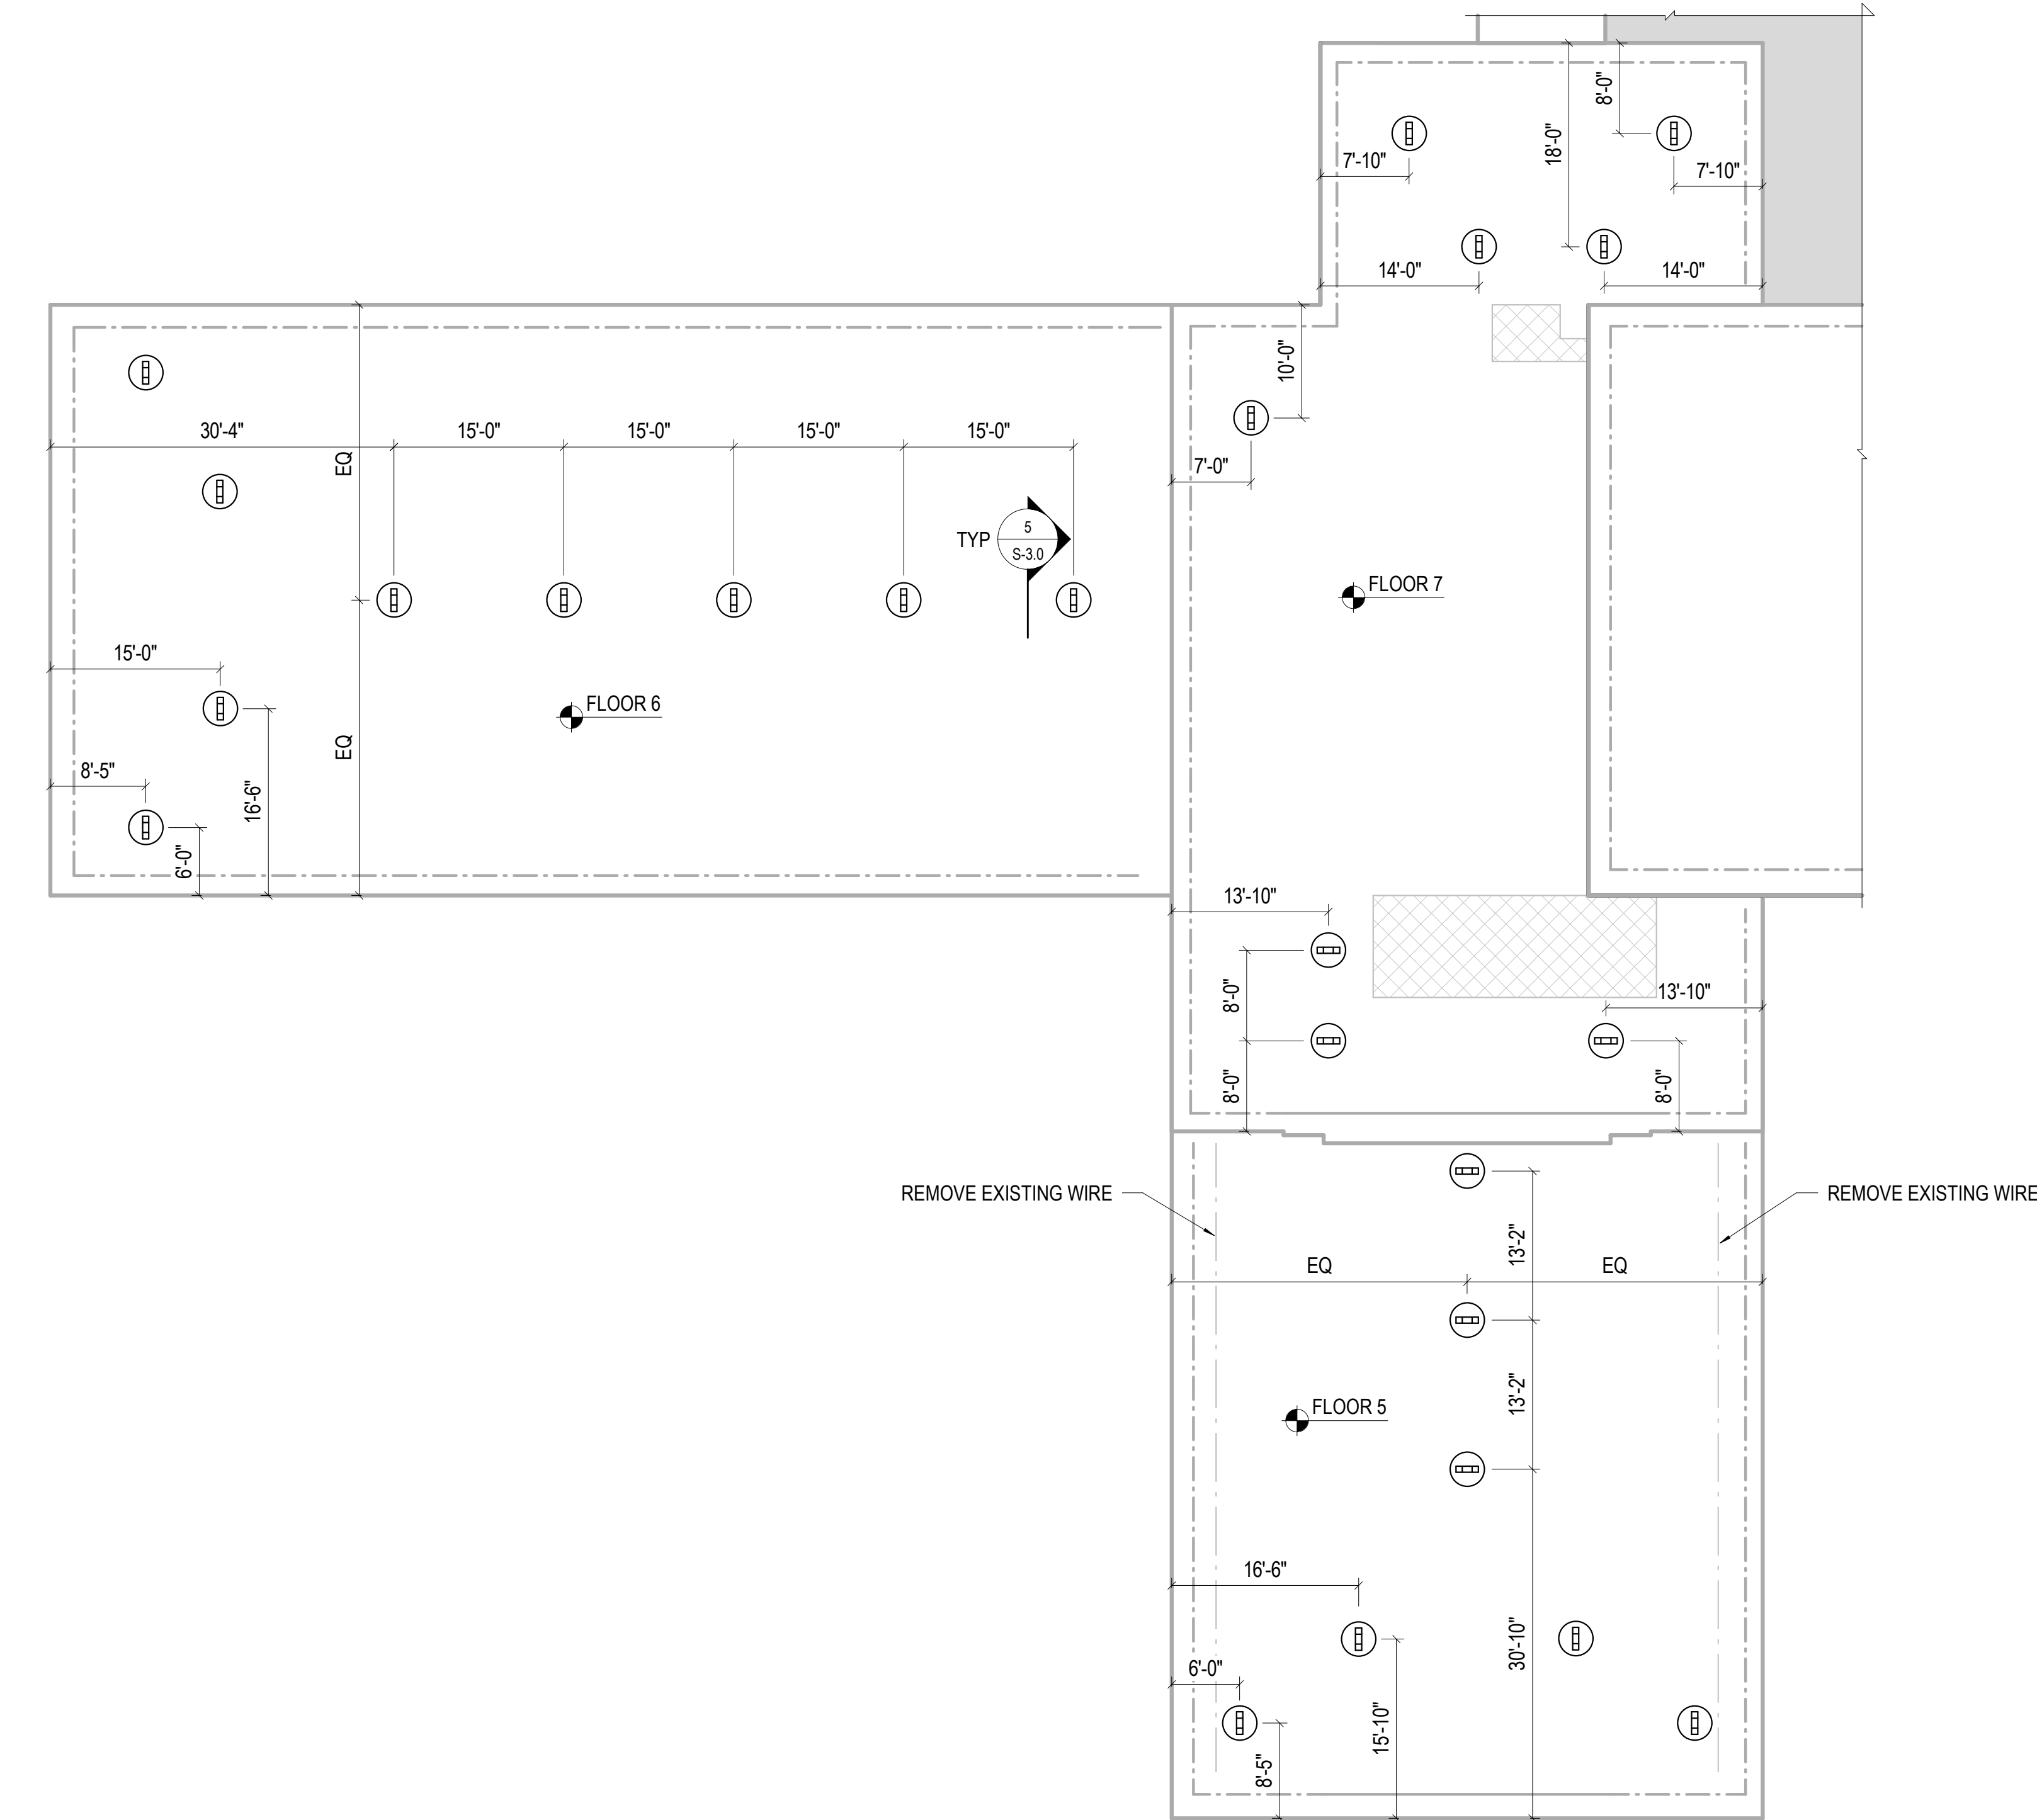 8'-0"
18'-0"
7'-10"
7'-10"
14'-0"
14'-0"
10'-0"
7'-0"
30'-4"
15'-0"
15'-0"
15'-0"
15'-0"
EQ
TYP
5
S-3.0
FLOOR 7
15'-0"
FLOOR 6
EQ
8'-5"
16'-6"
6'-0"
13'-10"
8'-0"
13'-10"
8'-0"
8'-0"
REMOVE EXISTING WIRE
REMOVE EXISTING WIRE
13'-2"
EQ
EQ
13'-2"
FLOOR 5
16'-6"
30'-10"
6'-0"
15'-10"
8'-5"